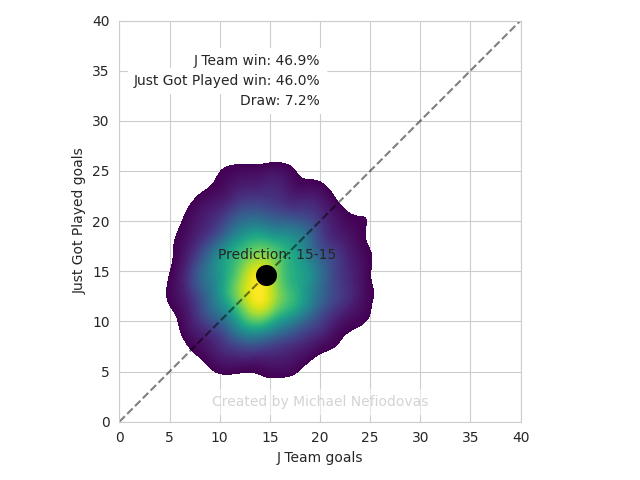 40
35
30
25
20
15
10
5
0
Just Got Played goals
J Team win: 46.9%
Just Got Played win: 46.0%
Draw: 7.2%
Prediction: 15-15
Created by Michael Nefiodovas
0 5 10 15 20 25 30 35 40
J Team goals